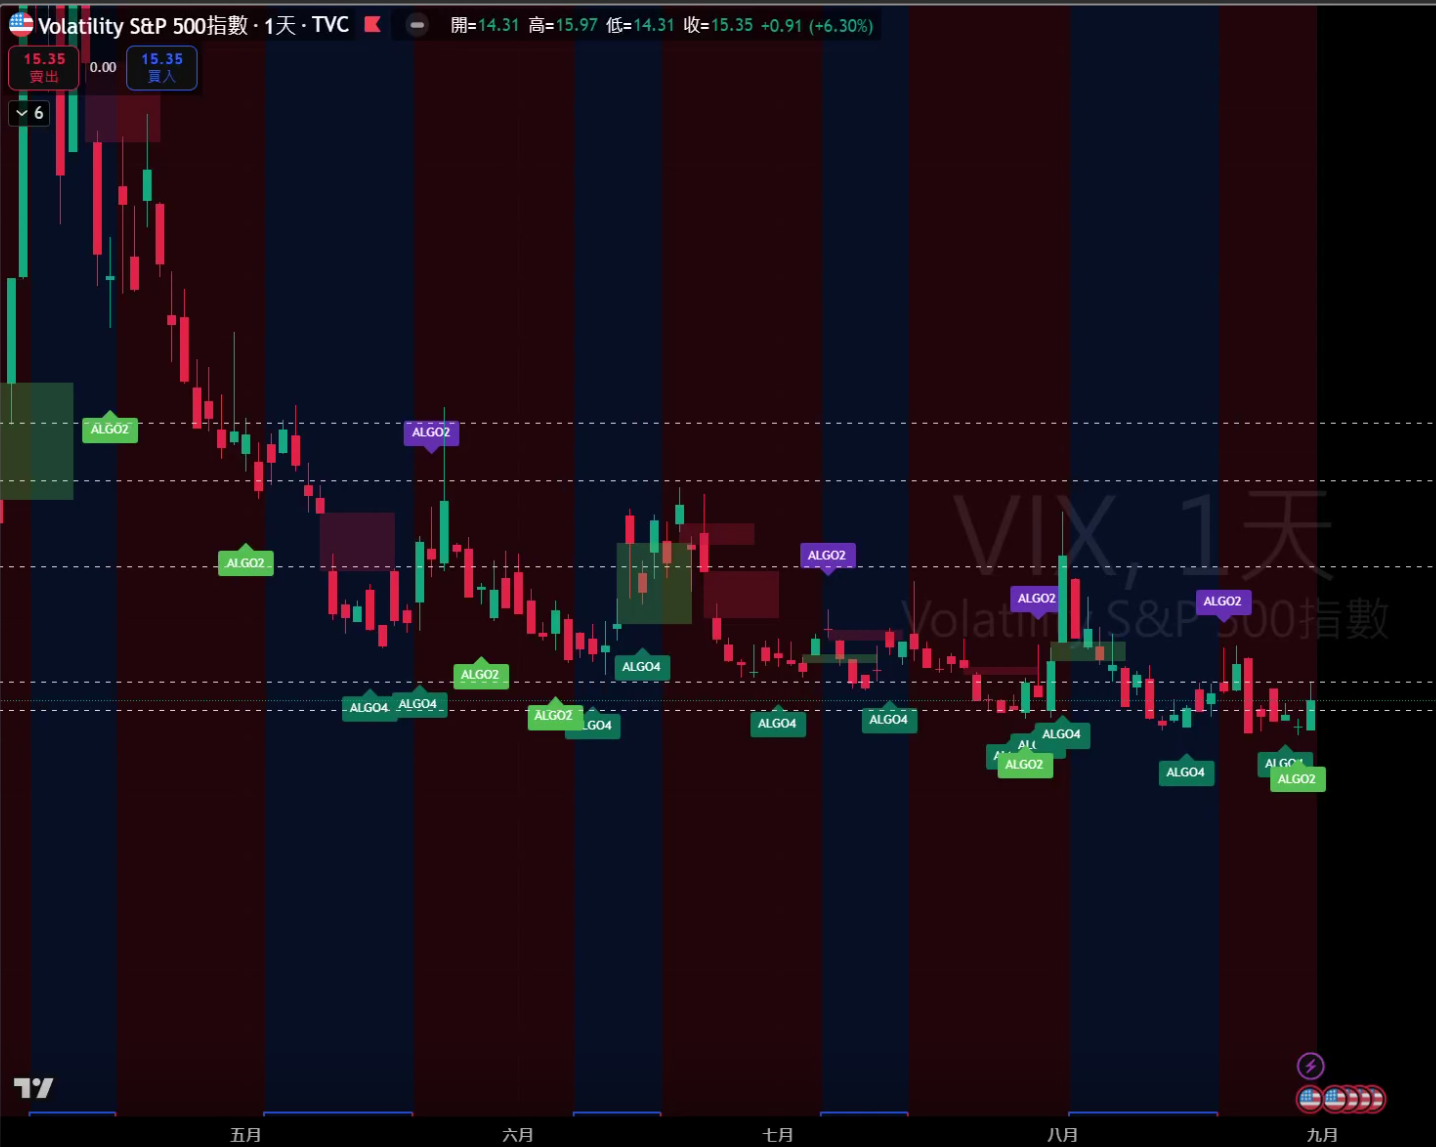 Volatility S&P 500指數 · 1天 · TVC 開=14.31 高=15.97 低=14.31 收=15.35 +0.91 (+6.30%)
15.35 賣出
0.00
15.35 買入
6
ALGO2
ALGO2
VIX, 1天
Volatility S&P 500指數
ALGO2
ALGO2
ALGO2
ALGO2
ALGO2
ALGO4
ALGO2
ALGO4
ALGO4
ALGO2
ALGO4
ALGO4
ALGO4
ALGO2
ALGO4
ALGO4
ALGO2
五月 六月 七月 八月 九月